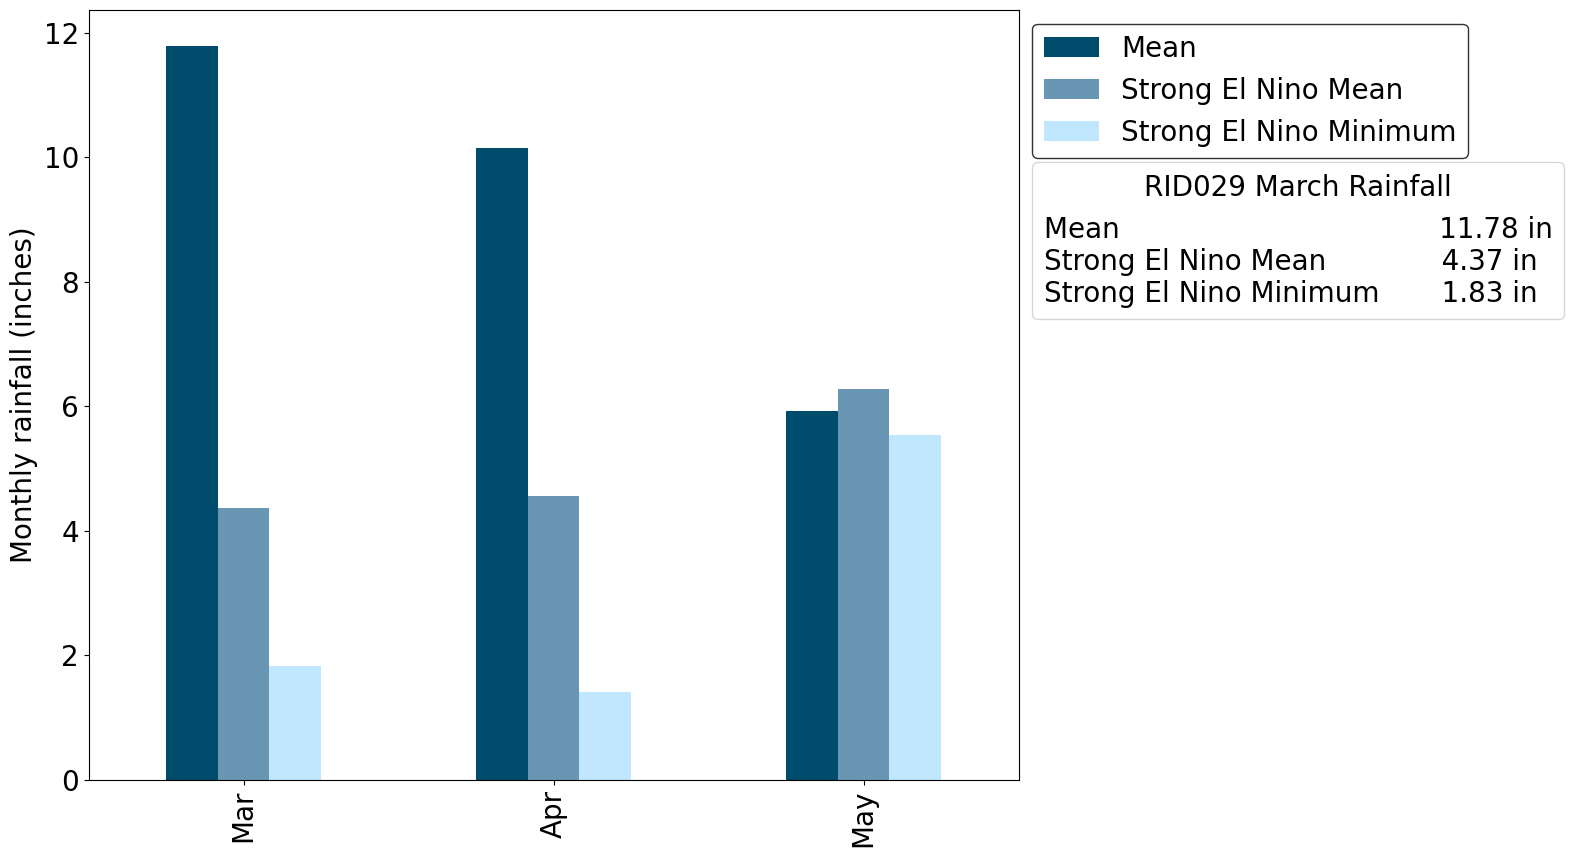 12
10
8
6
4
2
0
Monthly rainfall (inches)
Mar
Apr
May
Mean
Strong El Nino Mean
Strong El Nino Minimum
RID029 March Rainfall
Mean 11.78 in
Strong El Nino Mean 4.37 in
Strong El Nino Minimum 1.83 in